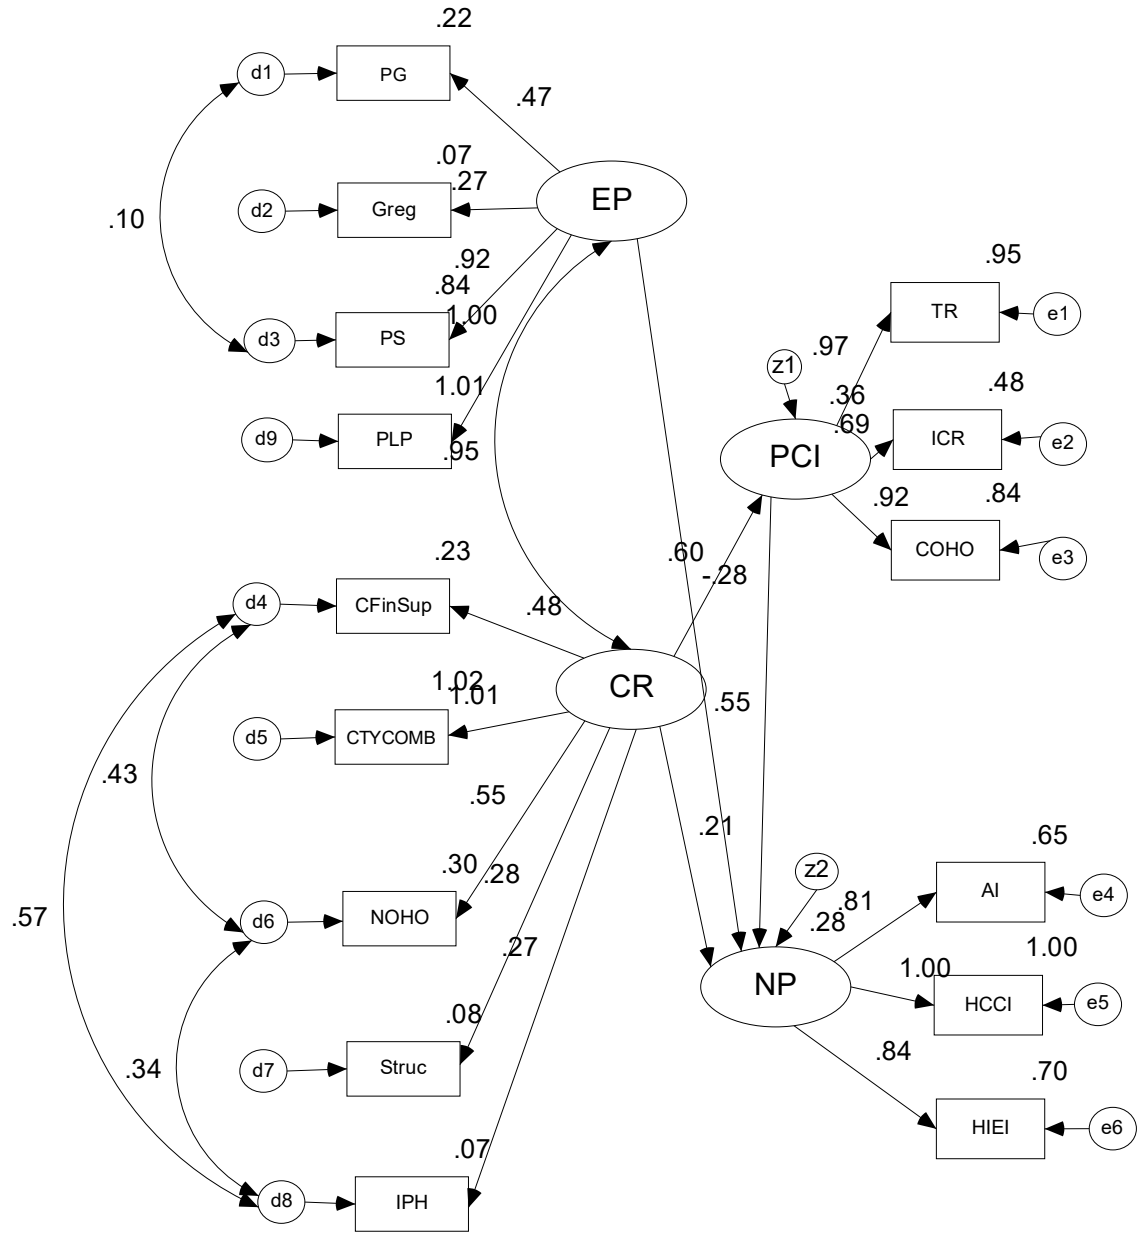 .22
d1
PG
.47
.07
.27
d2
Greg
EP
.10
.92
.84
1.00
d3
PS
1.01
d9
PLP
.95
.95
TR
e1
.97
z1
.36
.69
.48
PCI
ICR
e2
.92
.84
COHO
e3
.60
-.28
.23
d4
CFinSup
.48
CR
1.02
1.01
.55
d5
CTYCOMB
.43
.55
.21
.30
.28
d6
NOHO
.57
.27
z2
.81
.28
.65
AI
e4
NP
1.00
1.00
HCCI
e5
.08
d7
Struc
.34
.84
.70
HIEI
e6
.07
d8
IPH